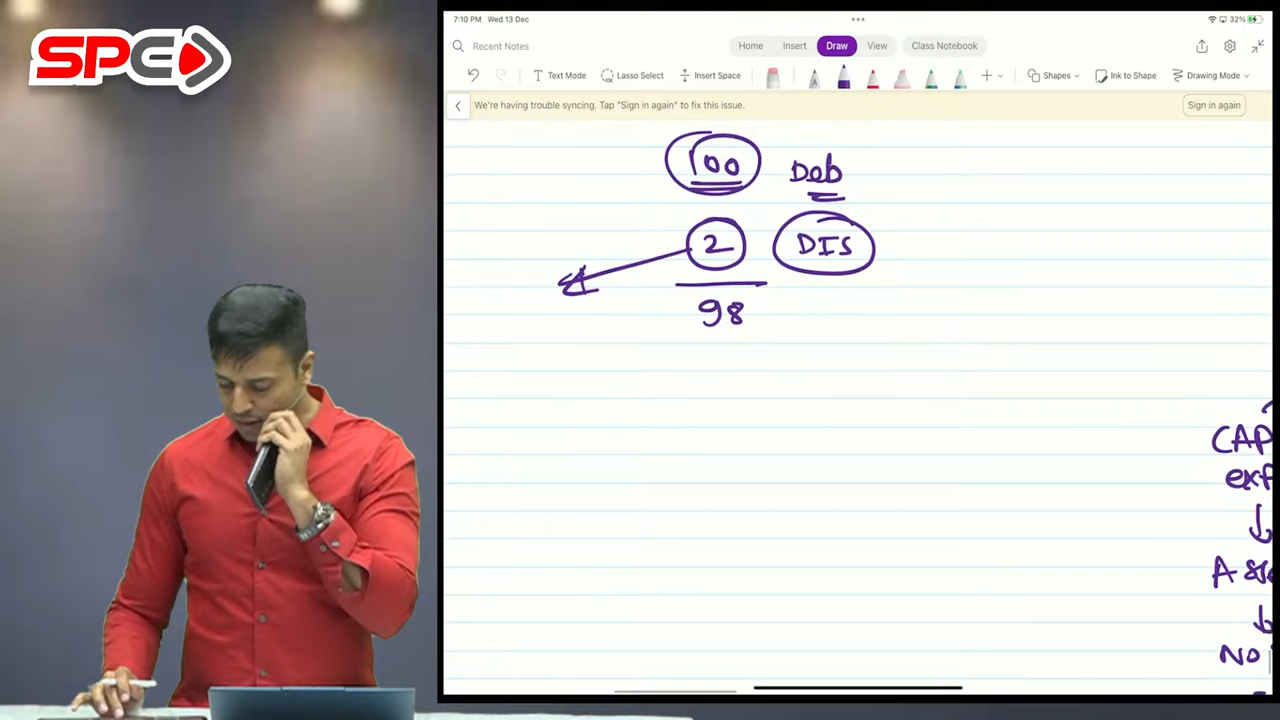 SPED
7:10 PM Wed 13 Dec
32%
Recent Notes
Home Insert Draw View Class Notebook
Text Mode Lasso Select Insert Space Shapes Ink to Shape Drawing Mode
We're having trouble syncing. Tap "Sign in again" to fix this issue. Sign in again
100 Deb
2 DIS
98
CAP
exp
No